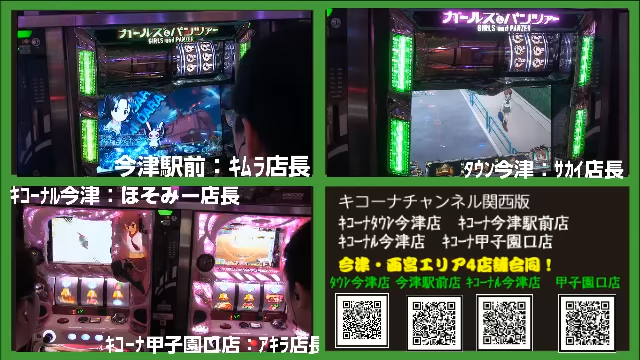 ガールズ&パンツァー
GIRLS und PANZER
今津駅前：ｷﾑﾗ店長
ガールズ&パンツァー
GIRLS und PANZER
ﾀｳﾝ今津：ｻｶｲ店長
ｷｺｰﾅﾙ今津：ほそみー店長
ｷｺｰﾅ甲子園口店：ｱｷﾗ店長
キコーナチャンネル関西版
ｷｺｰﾅﾀｳﾝ今津店 ｷｺｰﾅ今津駅前店
ｷｺｰﾅﾙ今津店 ｷｺｰﾅ甲子園口店
今津・西宮エリア4店舗合同！
ﾀｳﾝ今津店 今津駅前店 ｷｺｰﾅﾙ今津店 甲子園口店